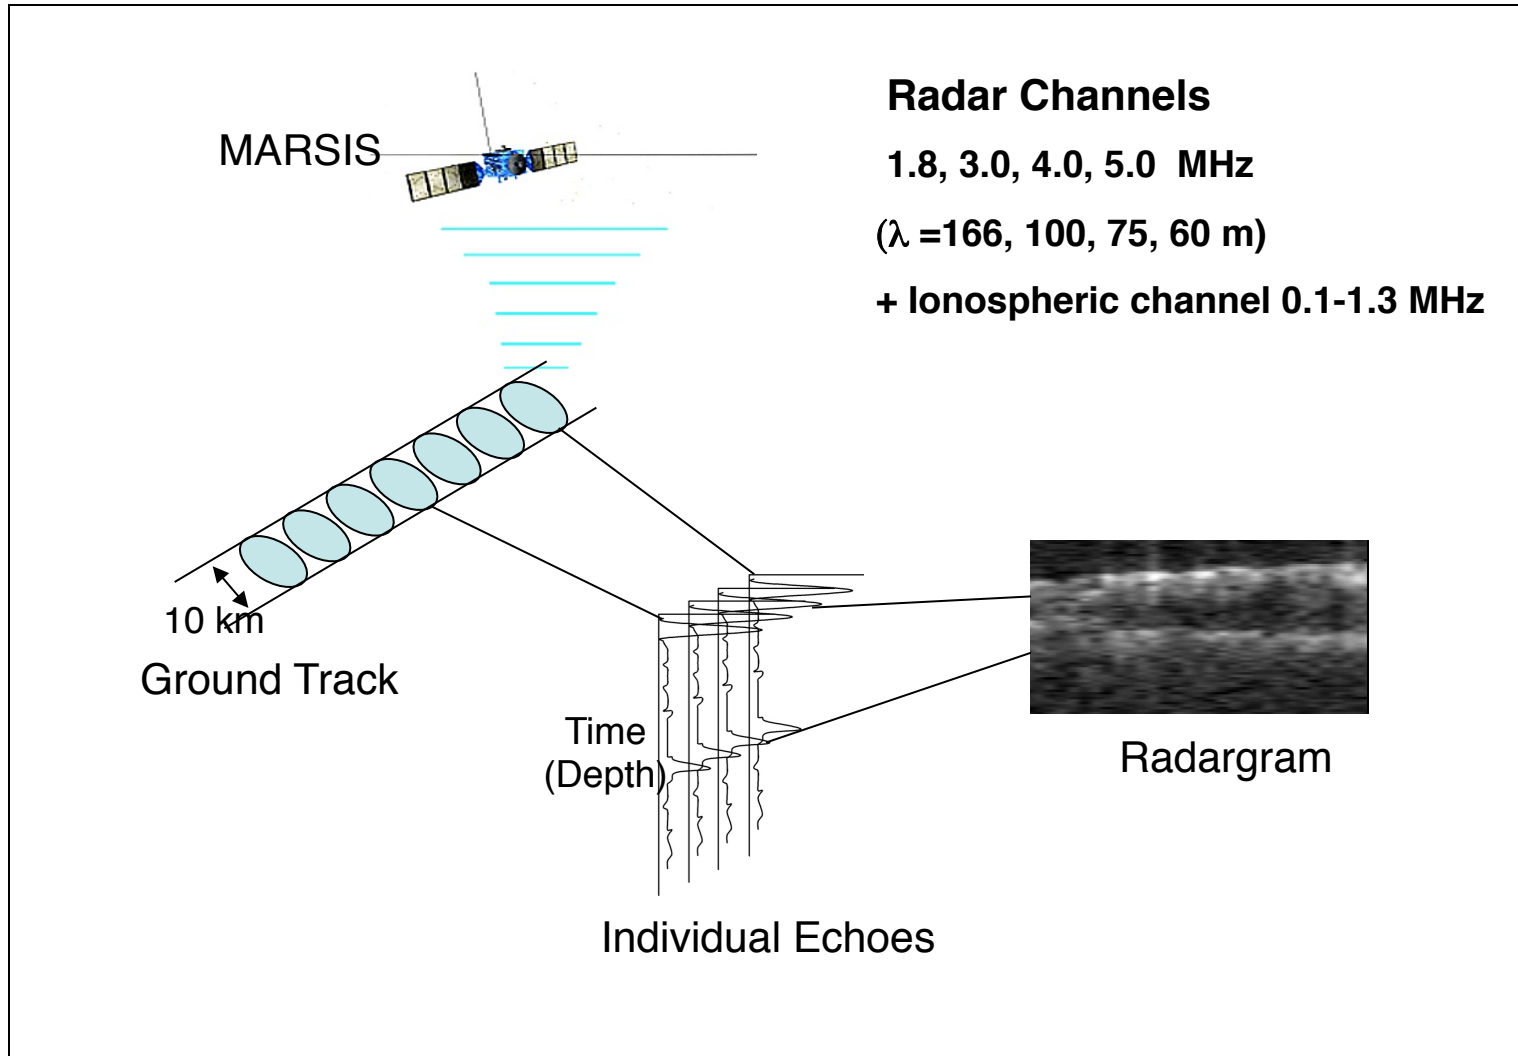 MARSIS
Radar Channels
1.8, 3.0, 4.0, 5.0 MHz
(λ =166, 100, 75, 60 m)
+ Ionospheric channel 0.1-1.3 MHz
10 km
Ground Track
Time
(Depth)
Individual Echoes
Radargram